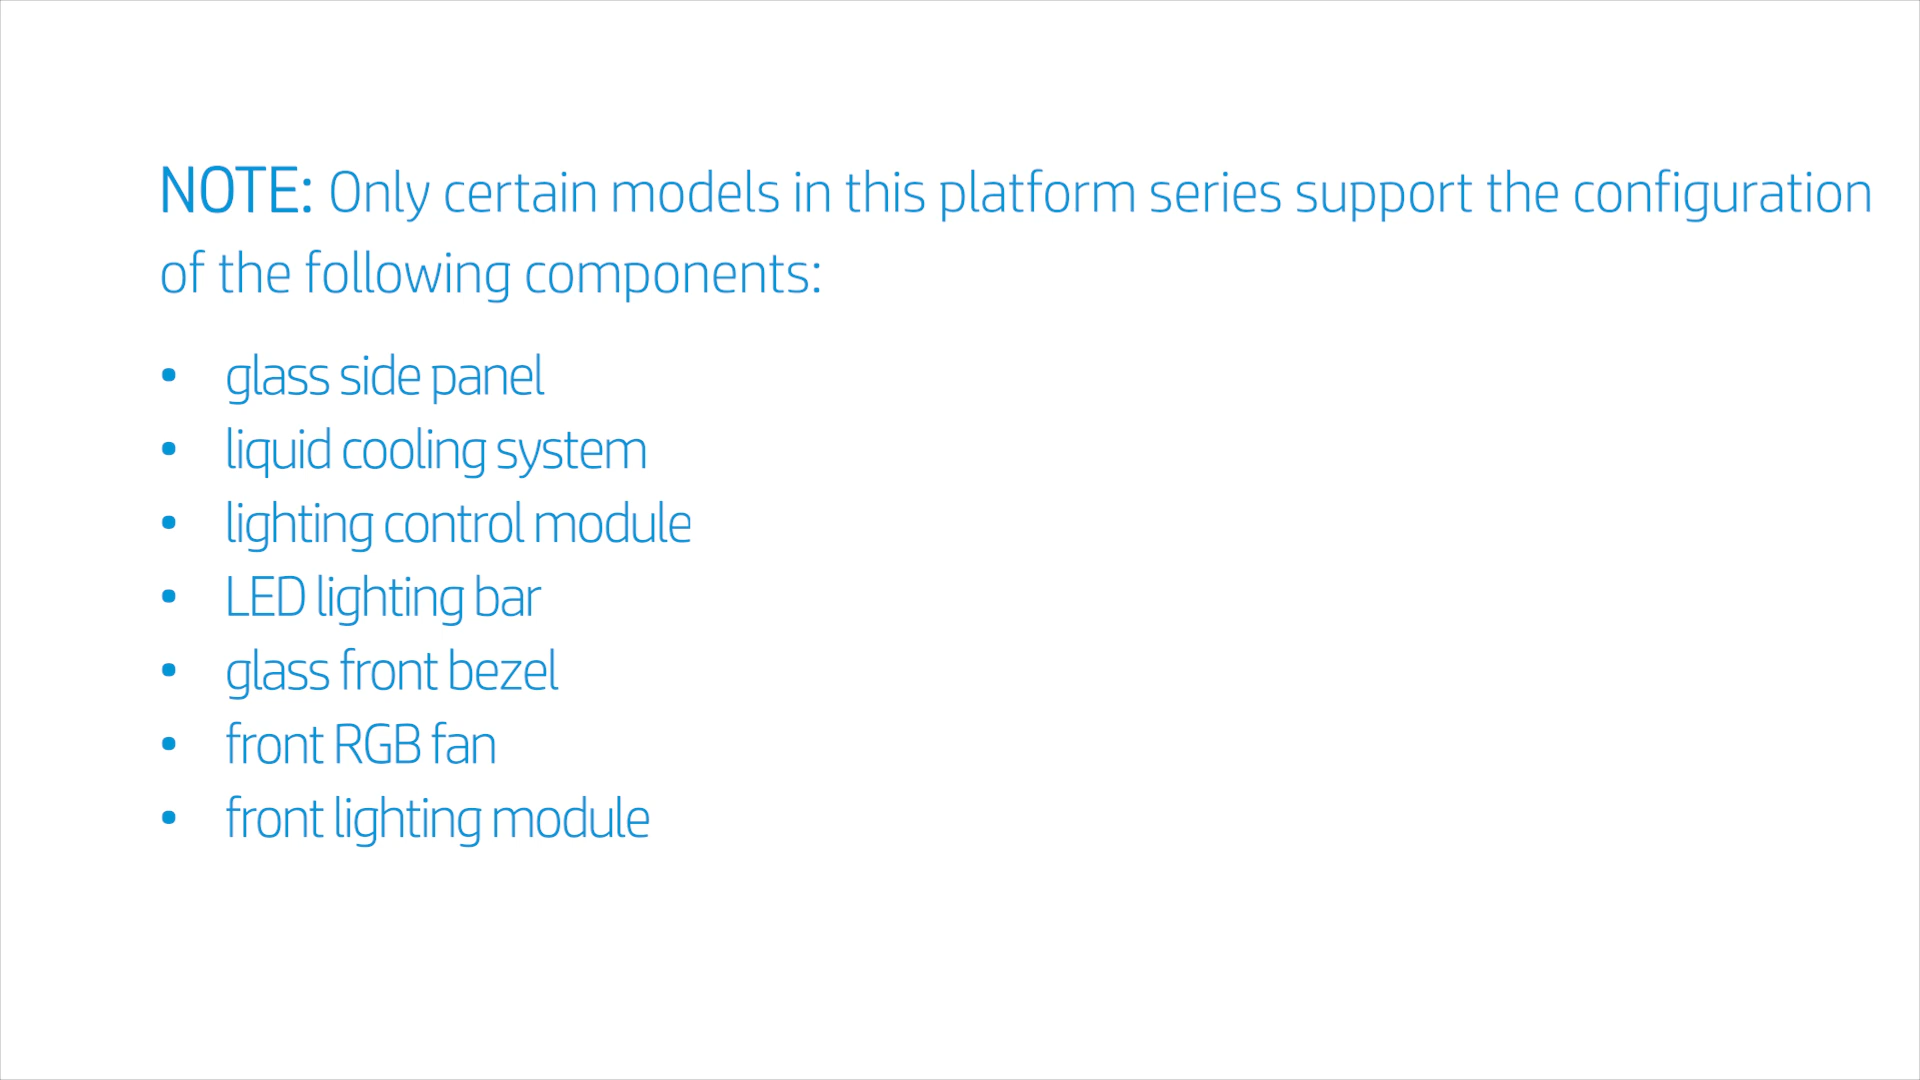 NOTE: Only certain models in this platform series support the configuration
of the following components:
• glass side panel
• liquid cooling system
• lighting control module
• LED lighting bar
• glass front bezel
• front RGB fan
• front lighting module